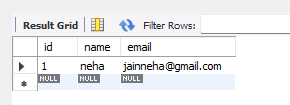 Result Grid Filter Rows:
id name email
1 neha jainneha@gmail.com
NULL NULL NULL